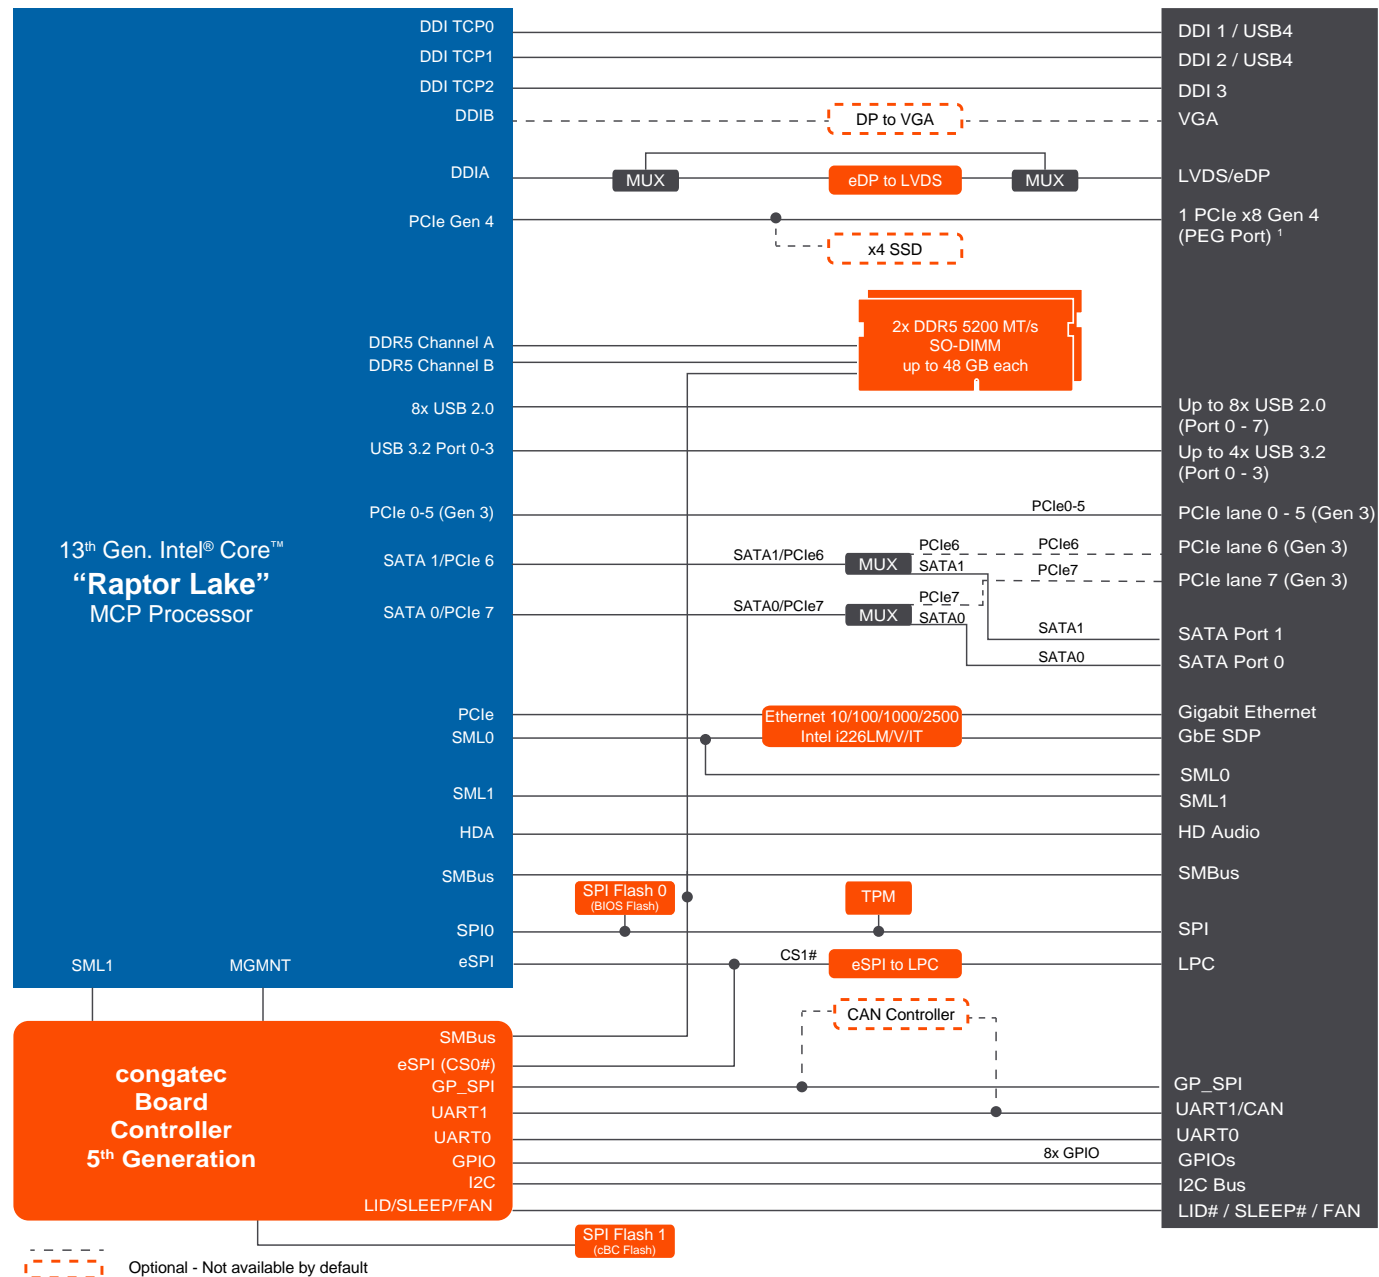 DDI TCP0
DDI TCP1
DDI TCP2
DDIB
DDIA
PCIe Gen 4
DDR5 Channel A
DDR5 Channel B
8x USB 2.0
USB 3.2 Port 0-3
PCIe 0-5 (Gen 3)
SATA 1/PCIe 6
SATA 0/PCIe 7
PCIe
SML0
SML1
HDA
SMBus
SPI0
eSPI
13th Gen. Intel® Core™
“Raptor Lake”
MCP Processor
SML1
MGMNT
DP to VGA
MUX
eDP to LVDS
MUX
x4 SSD
2x DDR5 5200 MT/s
SO-DIMM
up to 48 GB each
PCIe0-5
SATA1/PCIe6
MUX
PCIe6
SATA1
PCIe6
PCIe7
SATA0/PCIe7
MUX
PCIe7
SATA0
SATA1
SATA0
Ethernet 10/100/1000/2500
Intel i226LM/V/IT
SPI Flash 0
(BIOS Flash)
TPM
CS1#
eSPI to LPC
CAN Controller
8x GPIO
DDI 1 / USB4
DDI 2 / USB4
DDI 3
VGA
LVDS/eDP
1 PCIe x8 Gen 4
(PEG Port) 1
Up to 8x USB 2.0
(Port 0 - 7)
Up to 4x USB 3.2
(Port 0 - 3)
PCIe lane 0 - 5 (Gen 3)
PCIe lane 6 (Gen 3)
PCIe lane 7 (Gen 3)
SATA Port 1
SATA Port 0
Gigabit Ethernet
GbE SDP
SML0
SML1
HD Audio
SMBus
SPI
LPC
GP_SPI
UART1/CAN
UART0
GPIOs
I2C Bus
LID# / SLEEP# / FAN
congatec
Board
Controller
5th Generation
SMBus
eSPI (CS0#)
GP_SPI
UART1
UART0
GPIO
I2C
LID/SLEEP/FAN
SPI Flash 1
(cBC Flash)
Optional - Not available by default